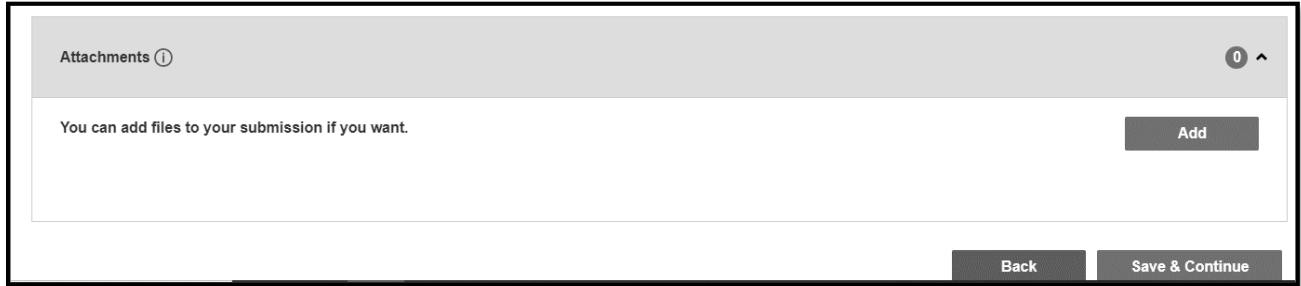 Attachments
0
You can add files to your submission if you want.
Add
Back
Save & Continue